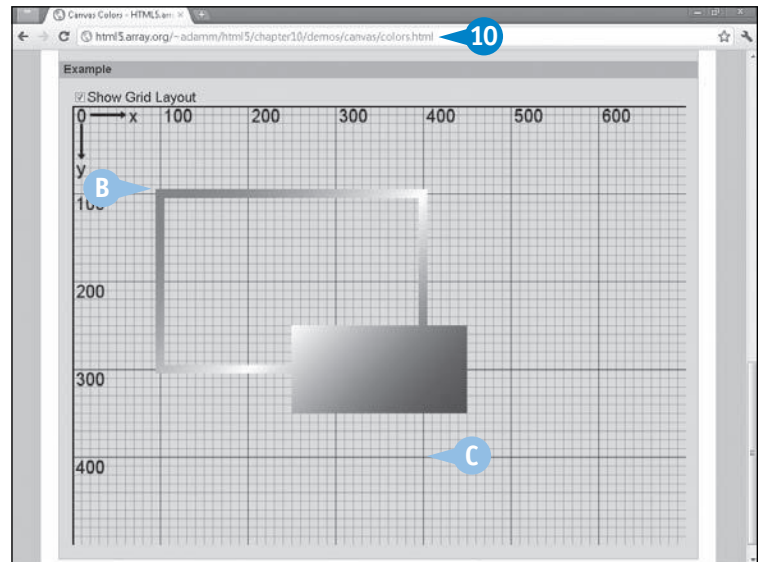 Canvas Colors - HTML5.arr
html5.array.org/~adamm/html5/chapter10/demos/canvas/colors.html
10
Example
Show Grid Layout
0 x 100 200 300 400 500 600
y
B
100
200
300
400
C